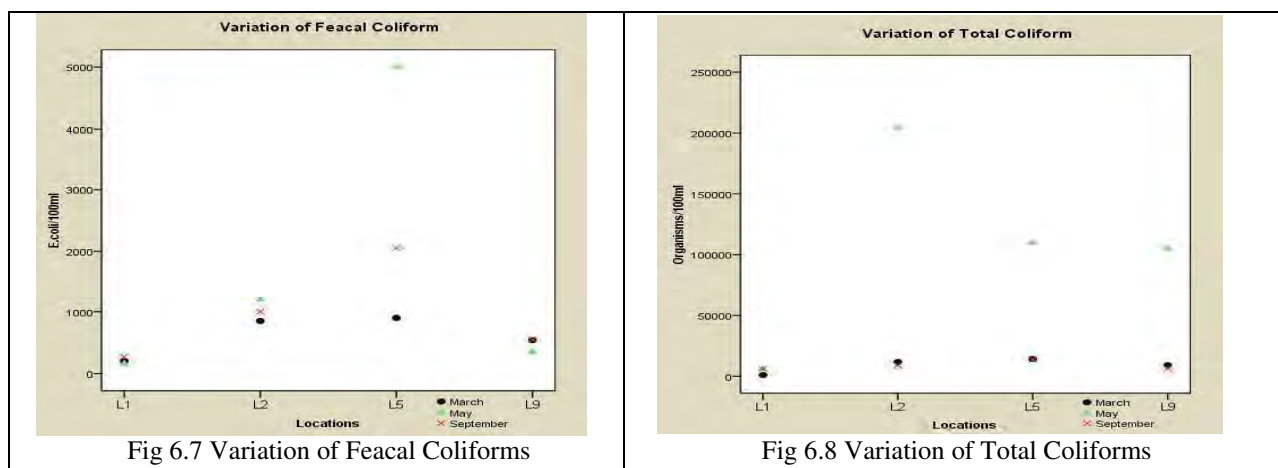 Variation of Feacal Coliform
5000
4000
3000
2000
1000
0
E.coli/100ml
L1 L2 L5 L9
Locations
March
May
September
Fig 6.7 Variation of Feacal Coliforms
Variation of Total Coliform
250000
200000
150000
100000
50000
0
Organisms/100ml
L1 L2 L5 L9
Locations
March
May
September
Fig 6.8 Variation of Total Coliforms